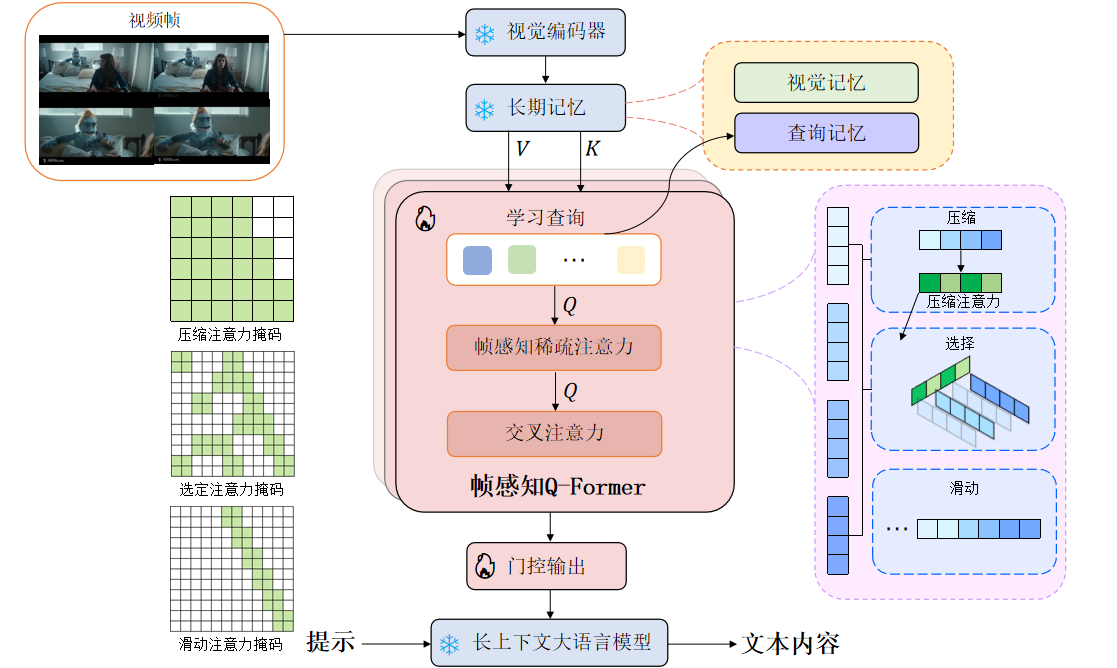 视频帧
视觉编码器
长期记忆
视觉记忆
查询记忆
V
K
学习查询
...
Q
帧感知稀疏注意力
Q
交叉注意力
帧感知Q-Former
门控输出
提示
长上下文大语言模型
文本内容
压缩注意力掩码
选定注意力掩码
滑动注意力掩码
压缩
压缩注意力
选择
滑动
...